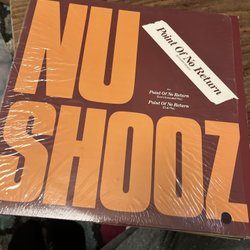 NU
SHOOZ
Point Of No Return
Point Of No Return
Point Of No Return